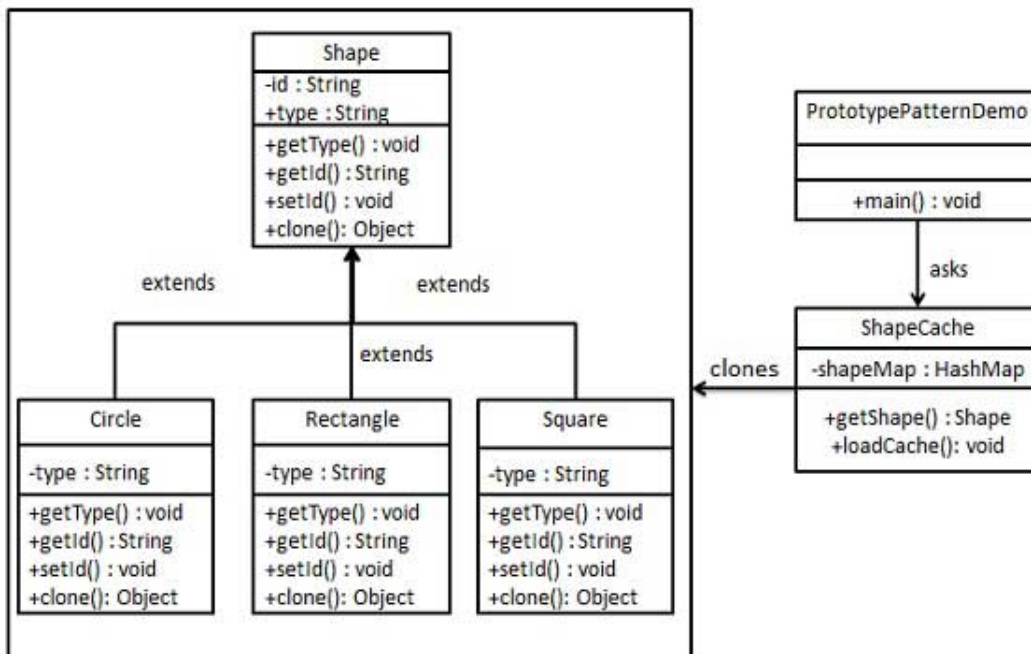 Shape
-id : String
+type : String
+getType() : void
+getId() : String
+setId() : void
+clone(): Object
PrototypePatternDemo
+main() : void
asks
extends
extends
extends
ShapeCache
-shapeMap : HashMap
+getShape() : Shape
+loadCache(): void
clones
Circle
-type : String
+getType() : void
+getId() : String
+setId() : void
+clone(): Object
Rectangle
-type : String
+getType() : void
+getId() : String
+setId() : void
+clone(): Object
Square
-type : String
+getType() : void
+getId() : String
+setId() : void
+clone(): Object